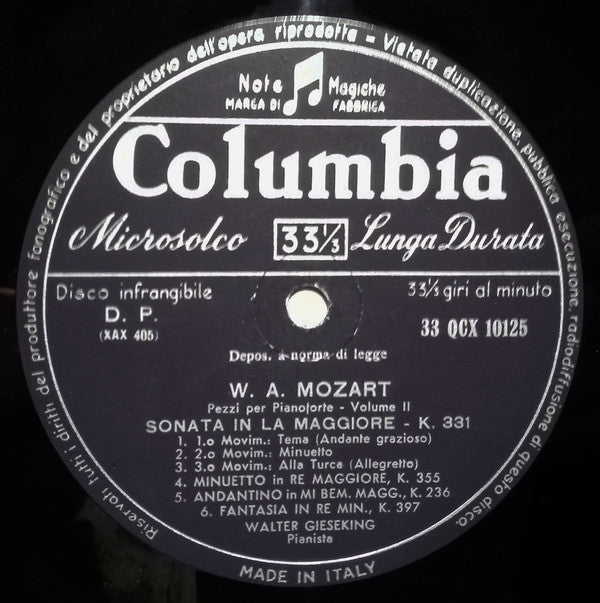 Riservati tutti i diritti del produttore fonografico e del proprietario dell'opera riprodotta = Vietata duplicazione, pubblica esecuzione, radiodiffusione di questo disco.
Note Magiche
MARCA DI FABBRICA
Columbia
Microsolco 33⅓ Lunga Durata
Disco infrangibile 33⅓ giri al minuto
D. P. 33 QCX 10125
(XAX 405)
Depos. a norma di legge
W. A. MOZART
Pezzi per Pianoforte - Volume II
SONATA IN LA MAGGIORE - K. 331
1. 1.o Movim.: Tema (Andante grazioso)
2. 2.o Movim.: Minuetto
3. 3.o Movim.: Alla Turca (Allegretto)
4. MINUETTO in RE MAGGIORE, K. 355
5. ANDANTINO in MI BEM. MAGG., K. 236
6. FANTASIA IN RE MIN., K. 397
WALTER GIESEKING
Pianista
MADE IN ITALY